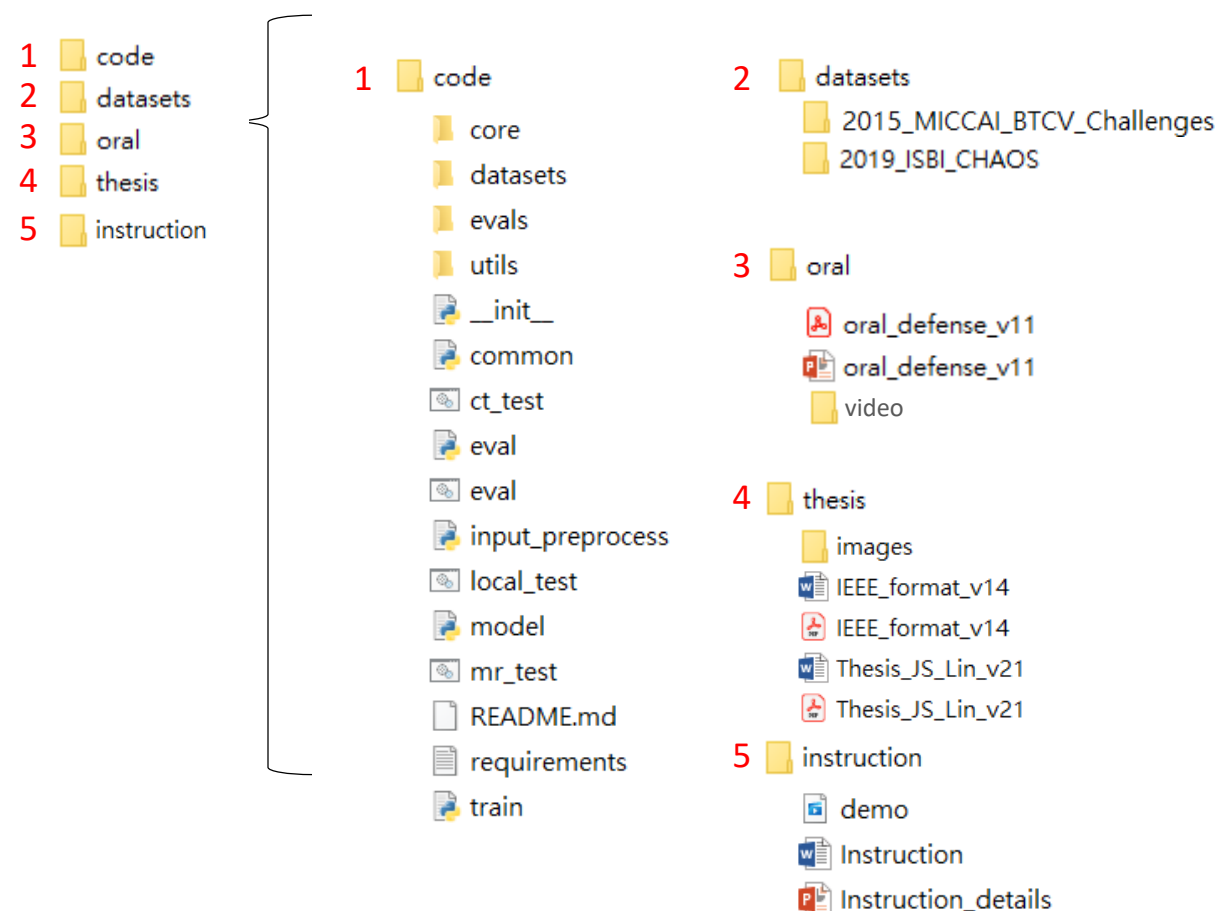 1 code
2 datasets
3 oral
4 thesis
5 instruction
1 code
core
datasets
evals
utils
__init__
common
ct_test
eval
eval
input_preprocess
local_test
model
mr_test
README.md
requirements
train
2 datasets
2015_MICCAI_BTCV_Challenges
2019_ISBI_CHAOS
3 oral
oral_defense_v11
oral_defense_v11
video
4 thesis
images
IEEE_format_v14
IEEE_format_v14
Thesis_JS_Lin_v21
Thesis_JS_Lin_v21
5 instruction
demo
Instruction
Instruction_details